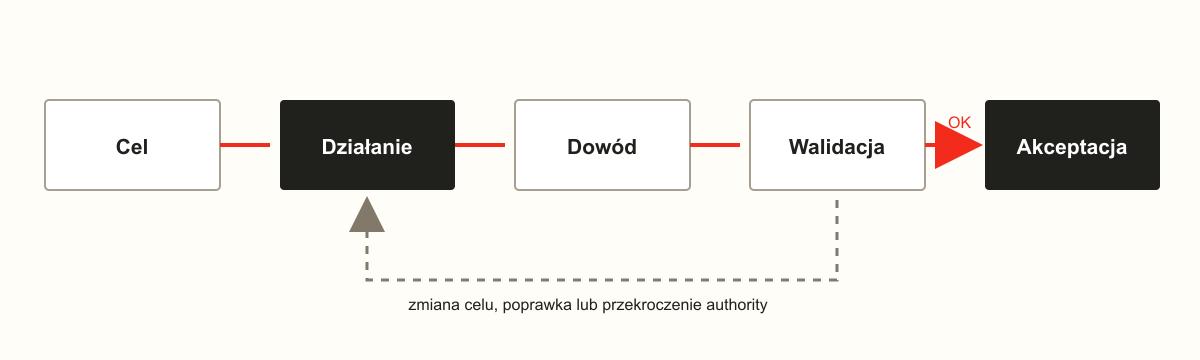 Cel
Działanie
Dowód
Walidacja
OK
Akceptacja
zmiana celu, poprawka lub przekroczenie authority